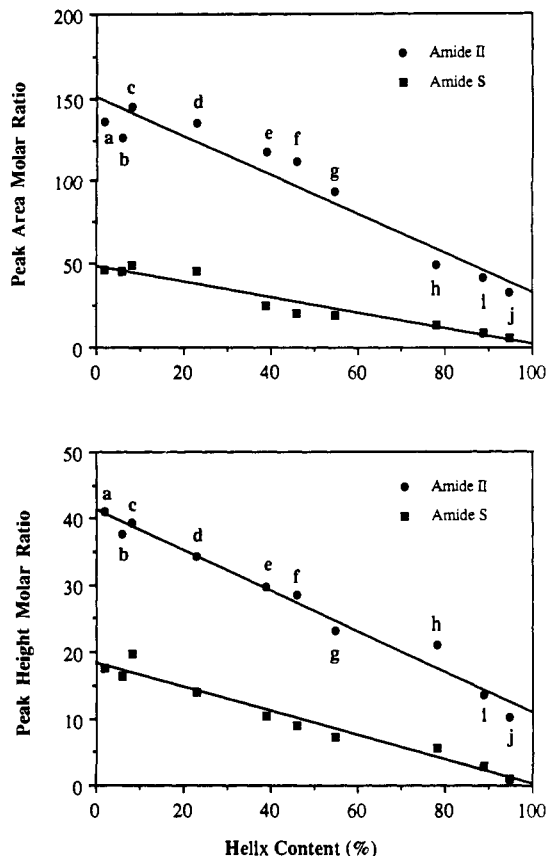 200
150
100
50
0
Peak Area Molar Ratio
Amide II
Amide S
a
b
c
d
e
f
g
h
i
j
0 20 40 60 80 100
50
40
30
20
10
0
Peak Height Molar Ratio
Amide II
Amide S
a
b
c
d
e
f
g
h
i
j
0 20 40 60 80 100
Helix Content (%)